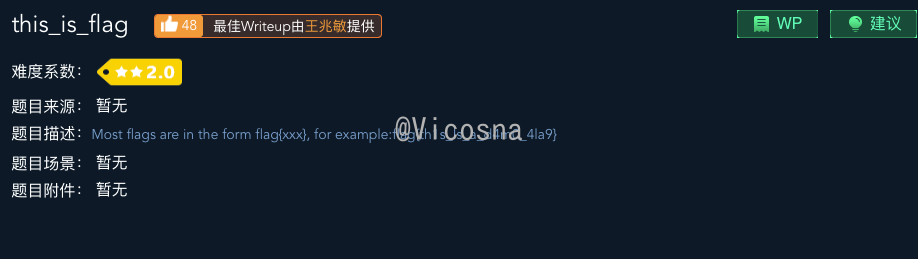 this_is_flag 48 最佳Writeup由王兆敏提供 WP 建议
难度系数： 2.0
题目来源： 暂无
题目描述： Most flags are in the form flag{xxx}, for example:flag{th1s_
@Vicosna
题目场景： 暂无
题目附件： 暂无